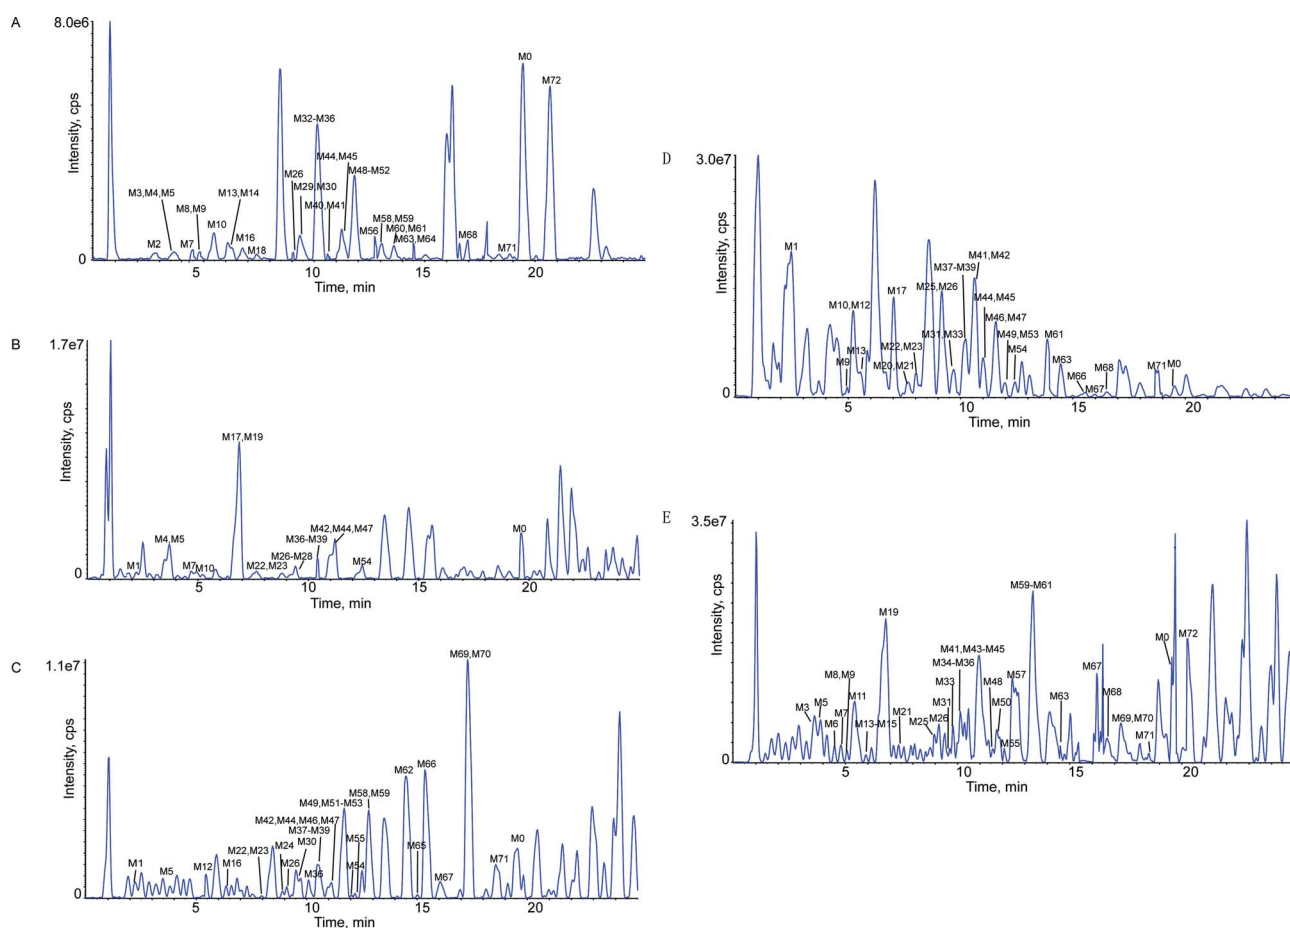 A
8.0e6
Intensity, cps
0
M3,M4,M5
M2
M8,M9
M7
M10
M13,M14
M16
M18
M26
M32-M36
M29,M30
M40,M41
M44,M45
M48-M52
M56
M58,M59
M60,M61
M63,M64
M68
M71
M0
M72
5
10
15
20
Time, min
B
1.7e7
Intensity, cps
0
M1
M4,M5
M7
M10
M17,M19
M22,M23
M26-M28
M36-M39
M42,M44,M47
M54
M0
5
10
15
20
Time, min
C
1.1e7
Intensity, cps
0
M1
M5
M12
M16
M22,M23
M24
M26
M42,M44,M46,M47
M37-M39
M30
M36
M49,M51-M53
M55
M54
M58,M59
M62
M65
M66
M67
M69,M70
M71
M0
5
10
15
20
Time, min
D
3.0e7
Intensity, cps
0
M1
M10,M12
M9
M13
M17
M22,M23
M20,M21
M25,M26
M31,M33
M37-M39
M41,M42
M44,M45
M46,M47
M49,M53
M54
M61
M63
M66
M67
M68
M71
M0
5
10
15
20
Time, min
E
3.5e7
Intensity, cps
0
M3
M5
M6
M7
M8,M9
M11
M13-M15
M19
M21
M25
M26
M31
M33
M34-M36
M41,M43-M45
M48
M50
M55
M57
M59-M61
M63
M67
M68
M69,M70
M71
M0
M72
5
10
15
20
Time, min